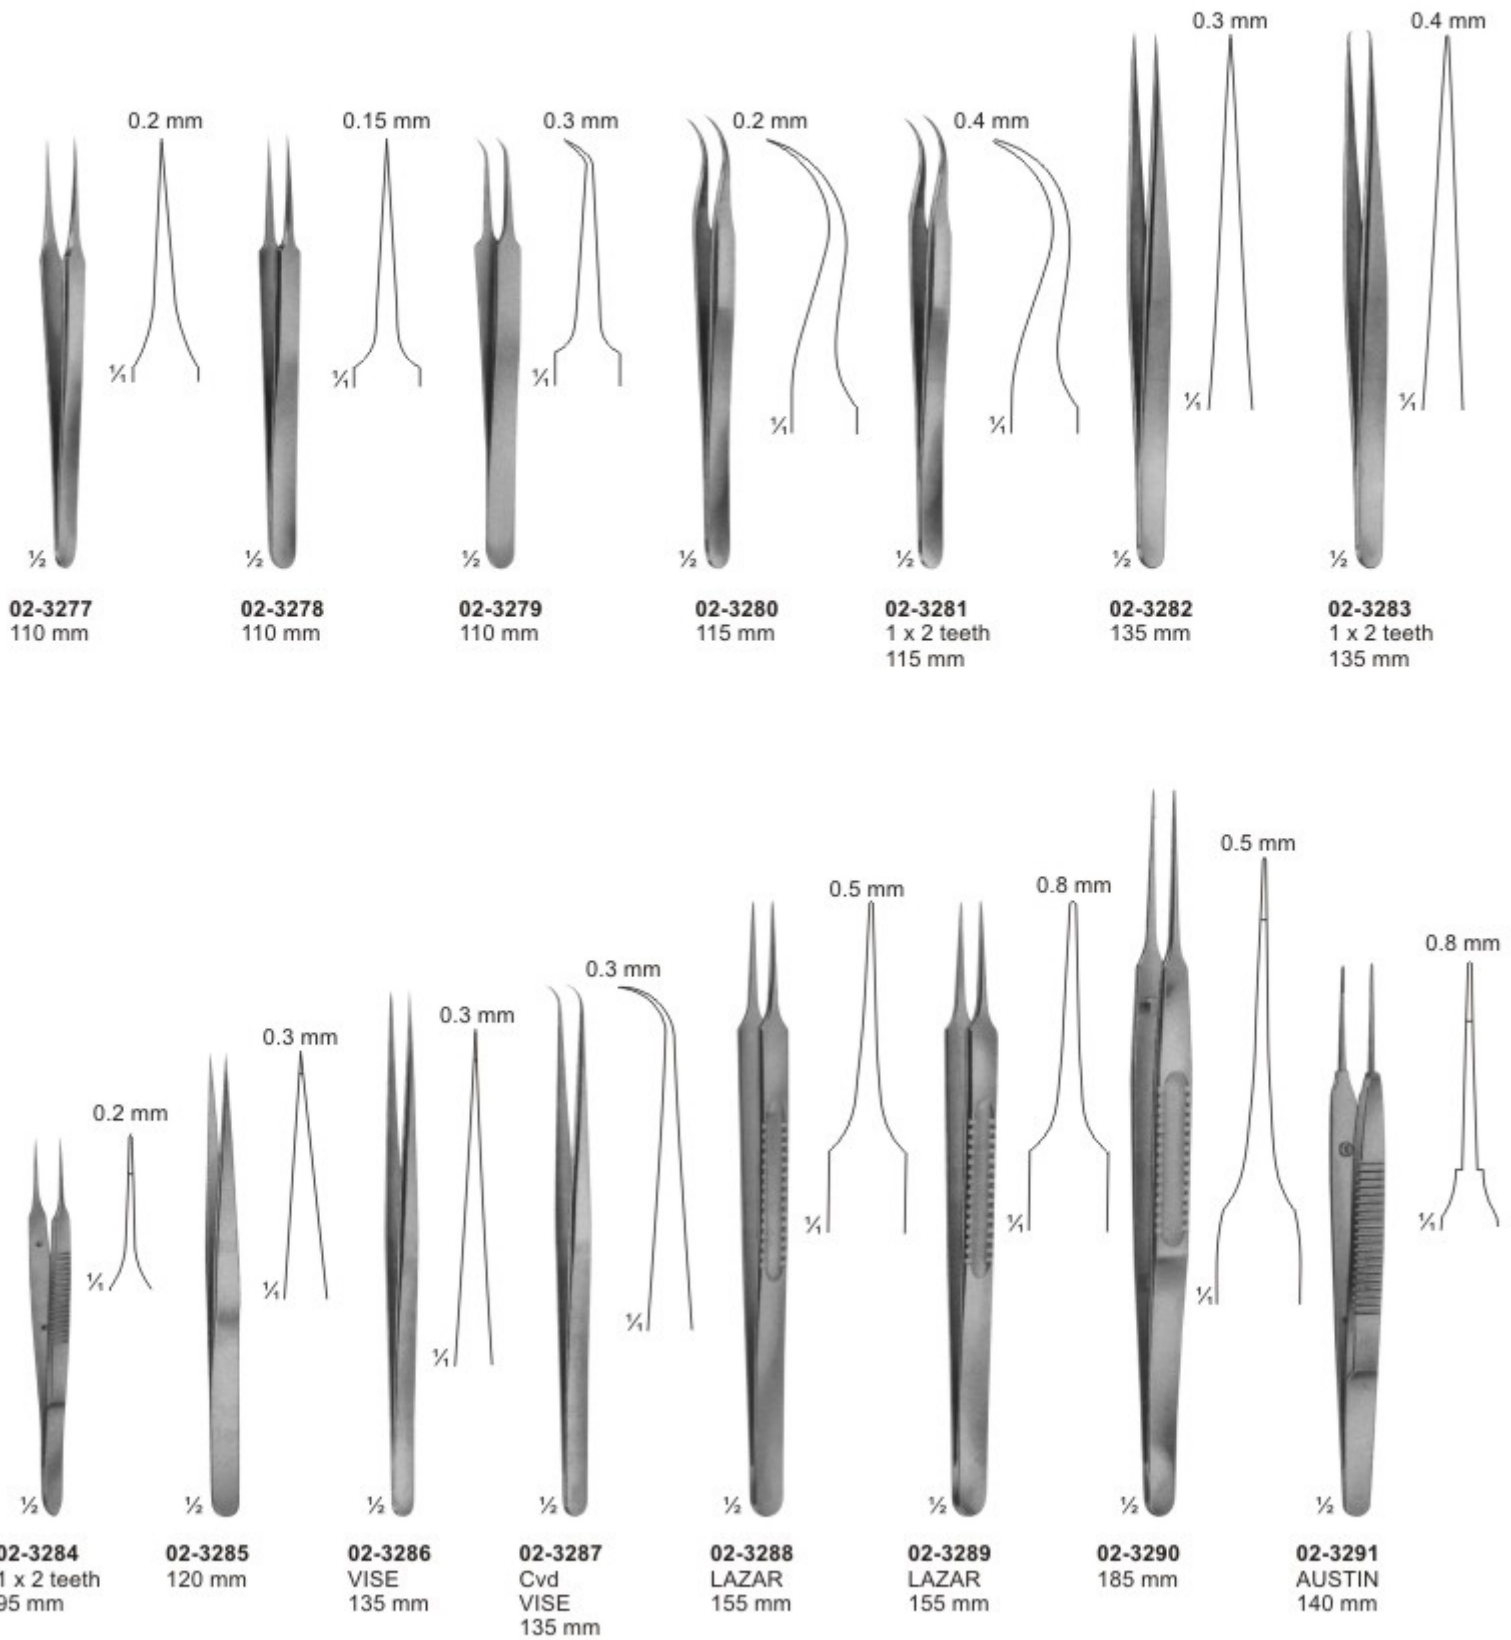 0.3 mm
0.4 mm
0.2 mm
0.15 mm
0.3 mm
0.2 mm
0.4 mm
1/1
1/1
1/1
1/1
1/1
1/1
1/1
½
½
½
½
½
½
½
02-3277
110 mm
02-3278
110 mm
02-3279
110 mm
02-3280
115 mm
02-3281
1 x 2 teeth
115 mm
02-3282
135 mm
02-3283
1 x 2 teeth
135 mm
0.2 mm
0.3 mm
0.3 mm
0.3 mm
0.5 mm
0.8 mm
0.5 mm
0.8 mm
1/1
1/1
1/1
1/1
1/1
1/1
1/1
1/1
½
½
½
½
½
½
½
½
02-3284
1 x 2 teeth
95 mm
02-3285
120 mm
02-3286
VISE
135 mm
02-3287
Cvd
VISE
135 mm
02-3288
LAZAR
155 mm
02-3289
LAZAR
155 mm
02-3290
185 mm
02-3291
AUSTIN
140 mm